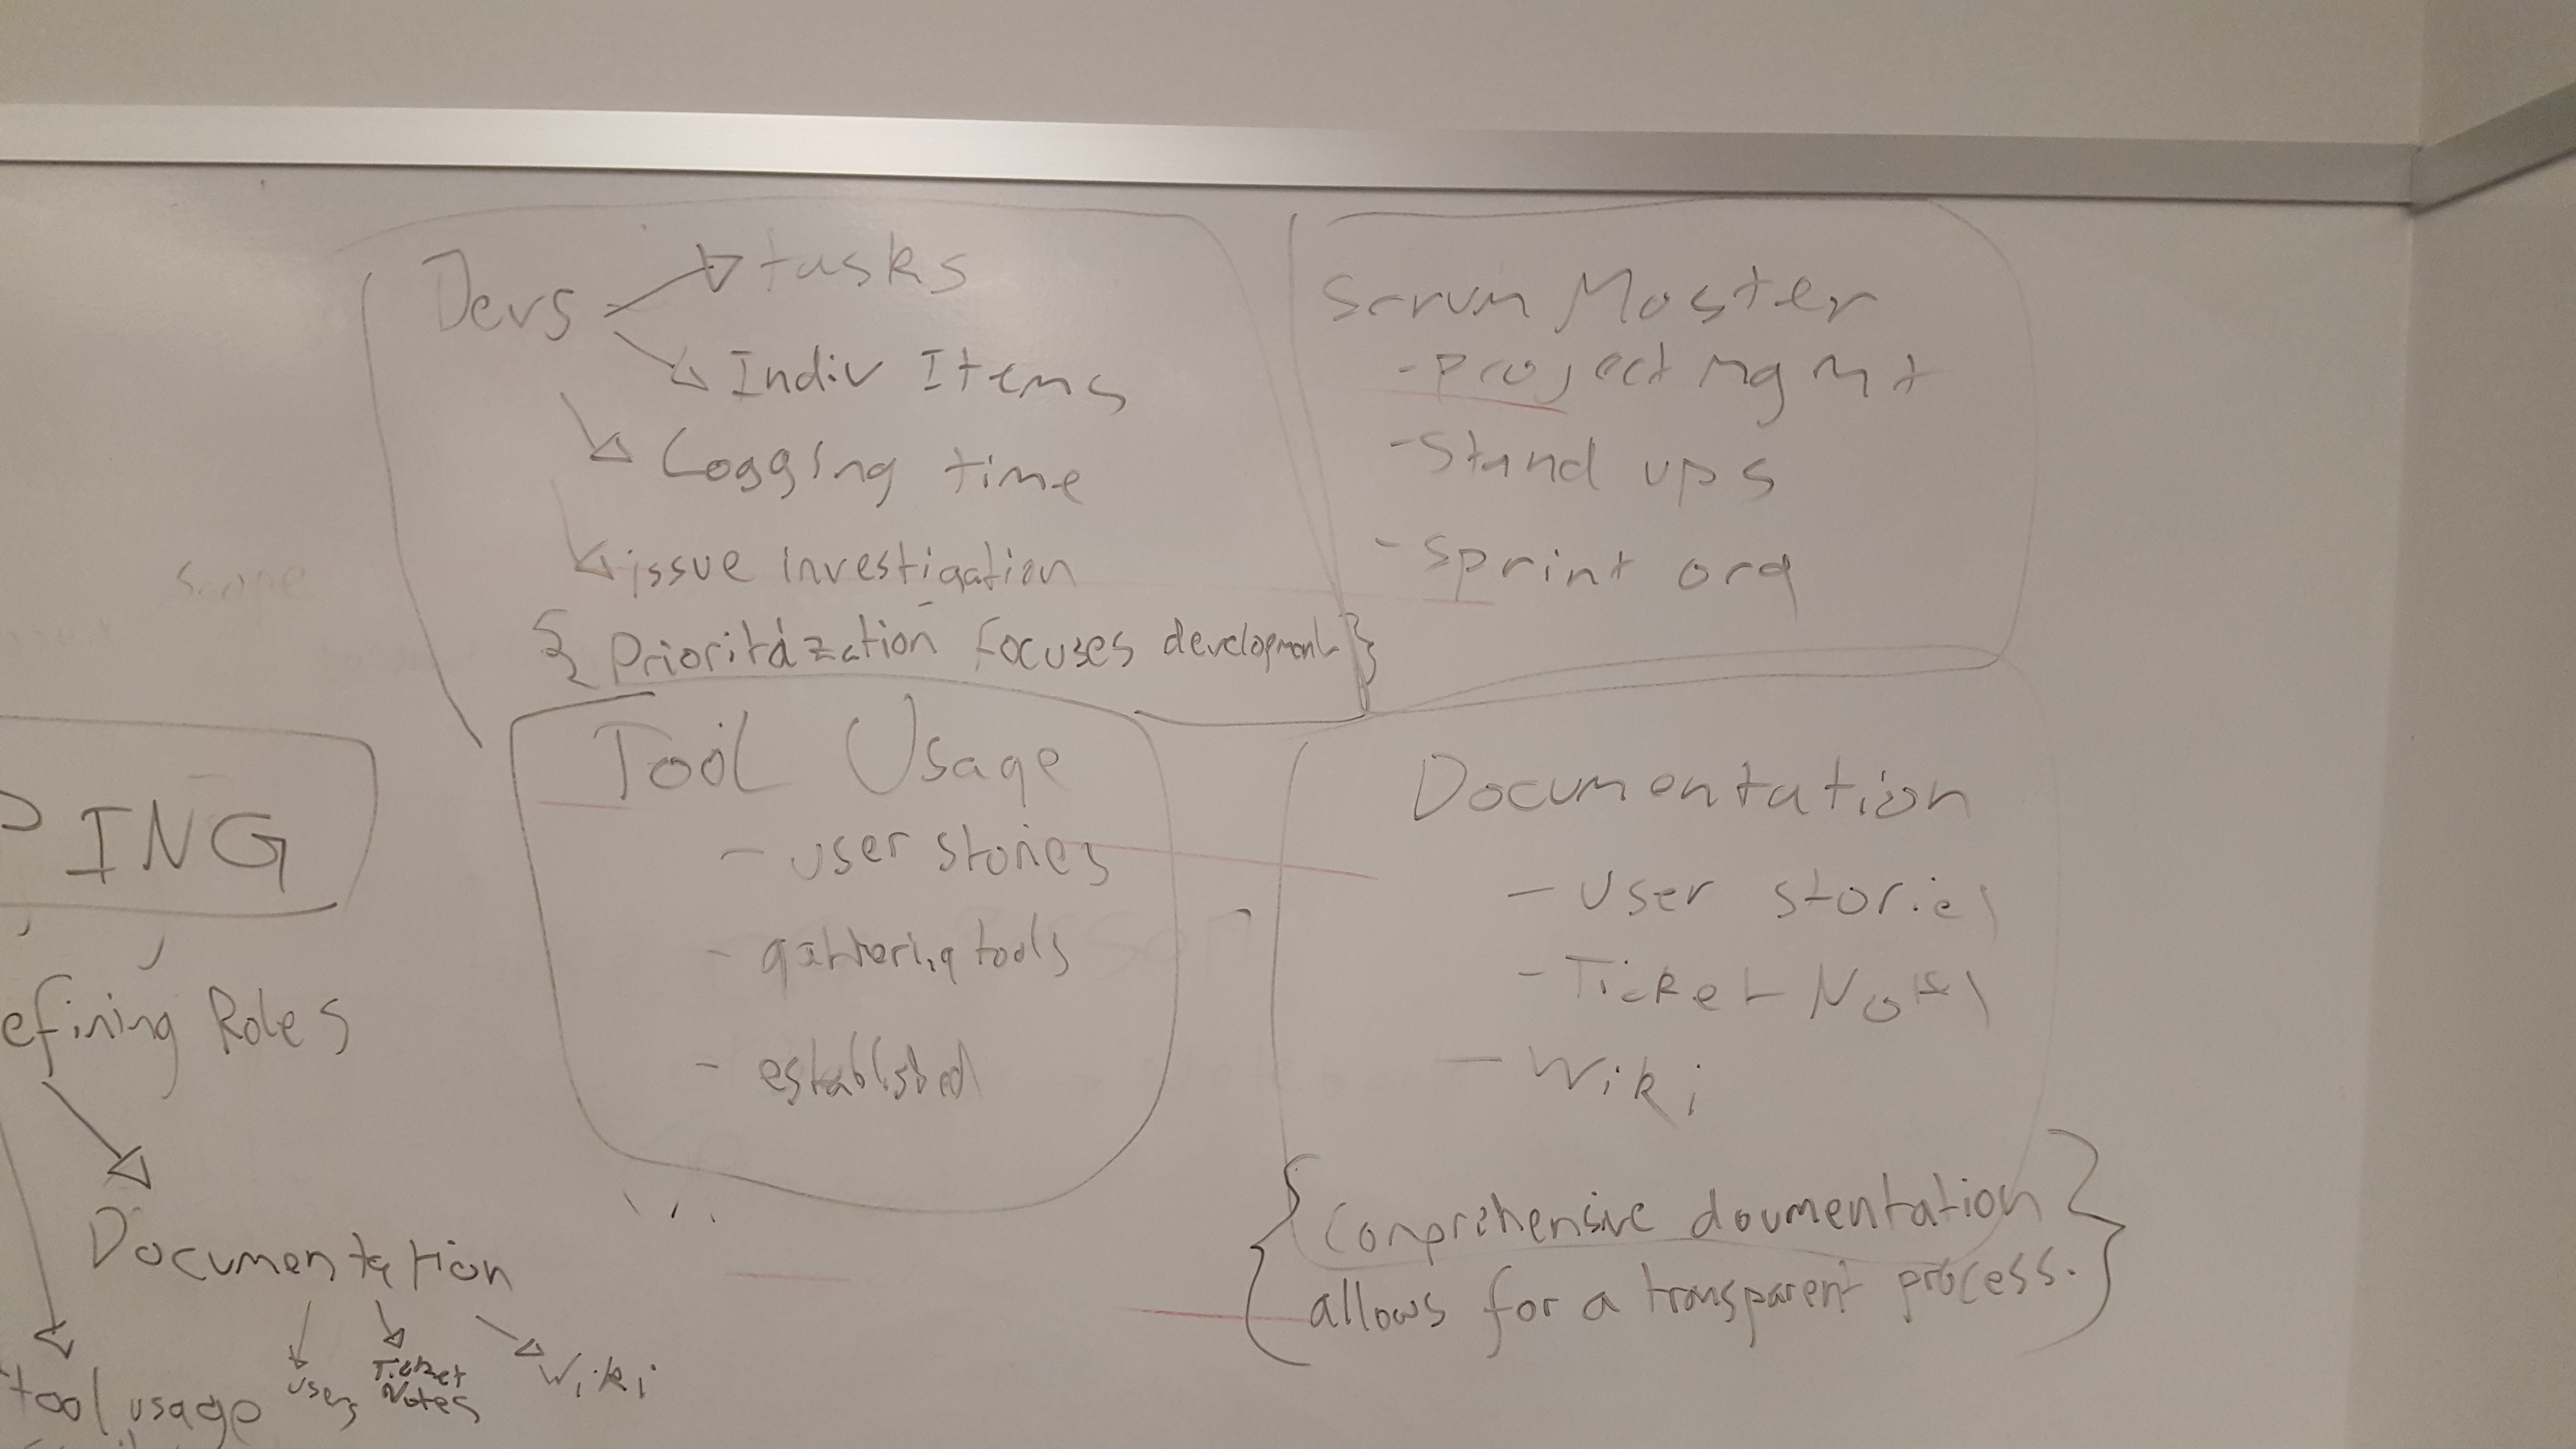 Devs
tasks
Indiv Items
Logging time
issue investigation
{ Prioritization focuses development }
Scrum Master
- Project Mgmt
- Stand ups
- Sprint org
Tool Usage
- user stories
- gathering tools
- established
Documentation
- User stories
- Ticket Notes
- Wiki
{ Comprehensive doumentation
allows for a transparent process. }
scope
PING
efining Roles
Documentation
Ticket
Notes
Wiki
tool usage